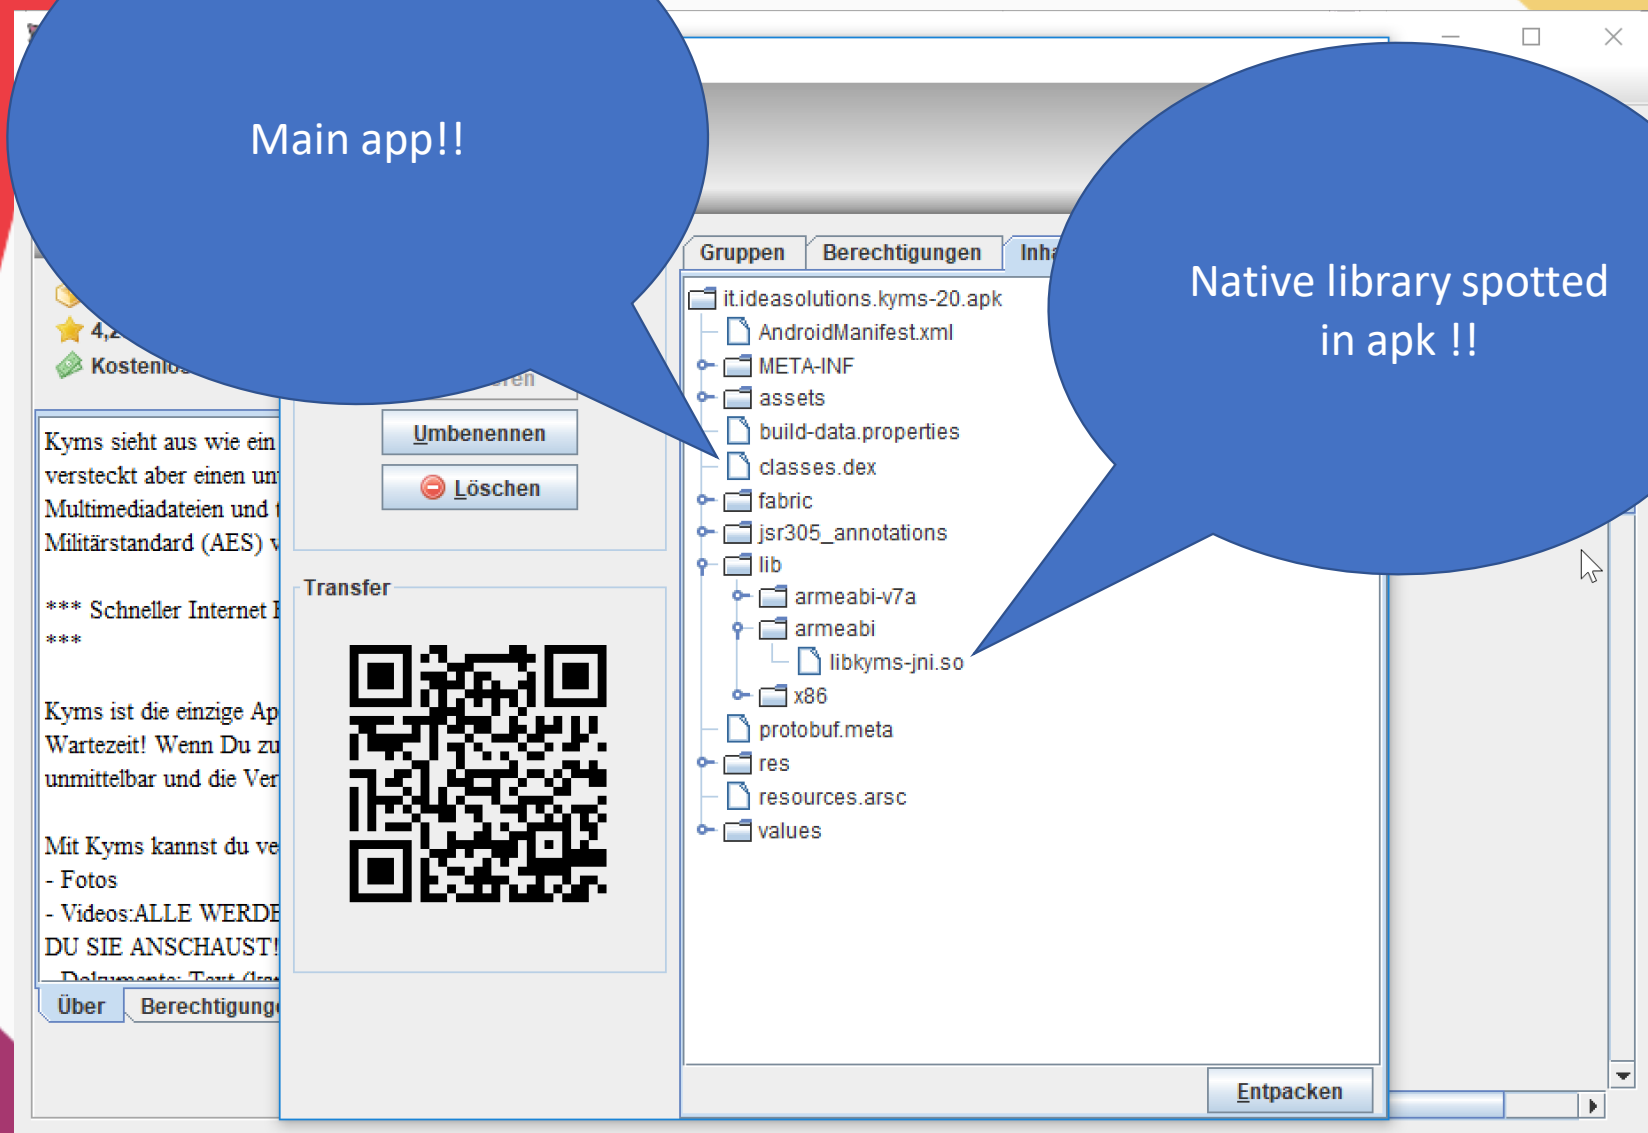 Main app!!
Native library spotted
in apk !!
Gruppen
Berechtigungen
it.ideasolutions.kyms-20.apk
AndroidManifest.xml
META-INF
assets
build-data.properties
classes.dex
fabric
jsr305_annotations
lib
armeabi-v7a
armeabi
libkyms-jni.so
x86
protobuf.meta
res
resources.arsc
values
Entpacken
Umbenennen
Löschen
Transfer
Kyms sieht aus wie ein
versteckt aber einen
Multimediadateien und
Militärstandard (AES)
*** Schneller Internet
***
Kyms ist die einzige
Wartezeit! Wenn Du zu
unmittelbar und die
Mit Kyms kannst du
- Fotos
- Videos:ALLE
DU SIE ANSCHAUST!
- Dokumente: Text
Über